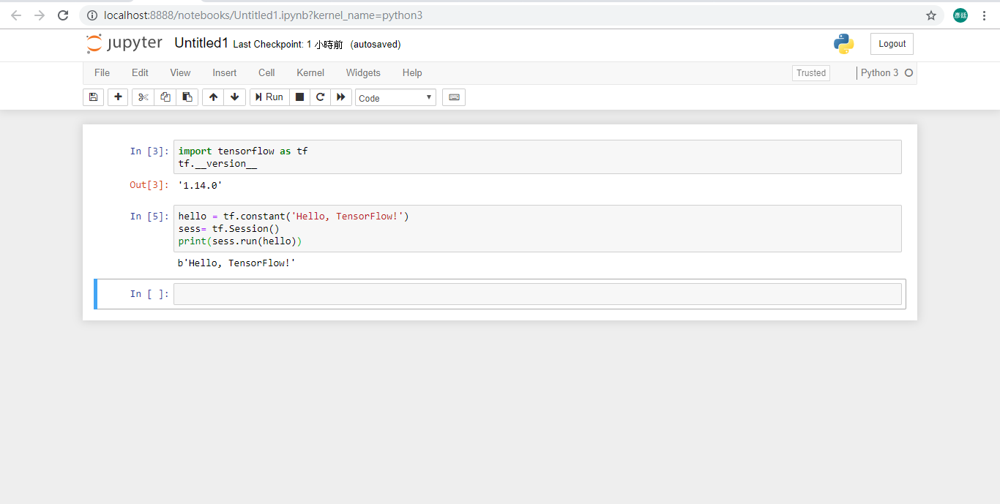 localhost:8888/notebooks/Untitled1.ipynb?kernel_name=python3
彥廷
jupyter Untitled1 Last Checkpoint: 1 小時前 (autosaved)
Logout
File Edit View Insert Cell Kernel Widgets Help
Trusted
Python 3
Run
Code
In [3]: import tensorflow as tf
tf.__version__
Out[3]: '1.14.0'
In [5]: hello = tf.constant('Hello, TensorFlow!')
sess= tf.Session()
print(sess.run(hello))
b'Hello, TensorFlow!'
In [ ]: